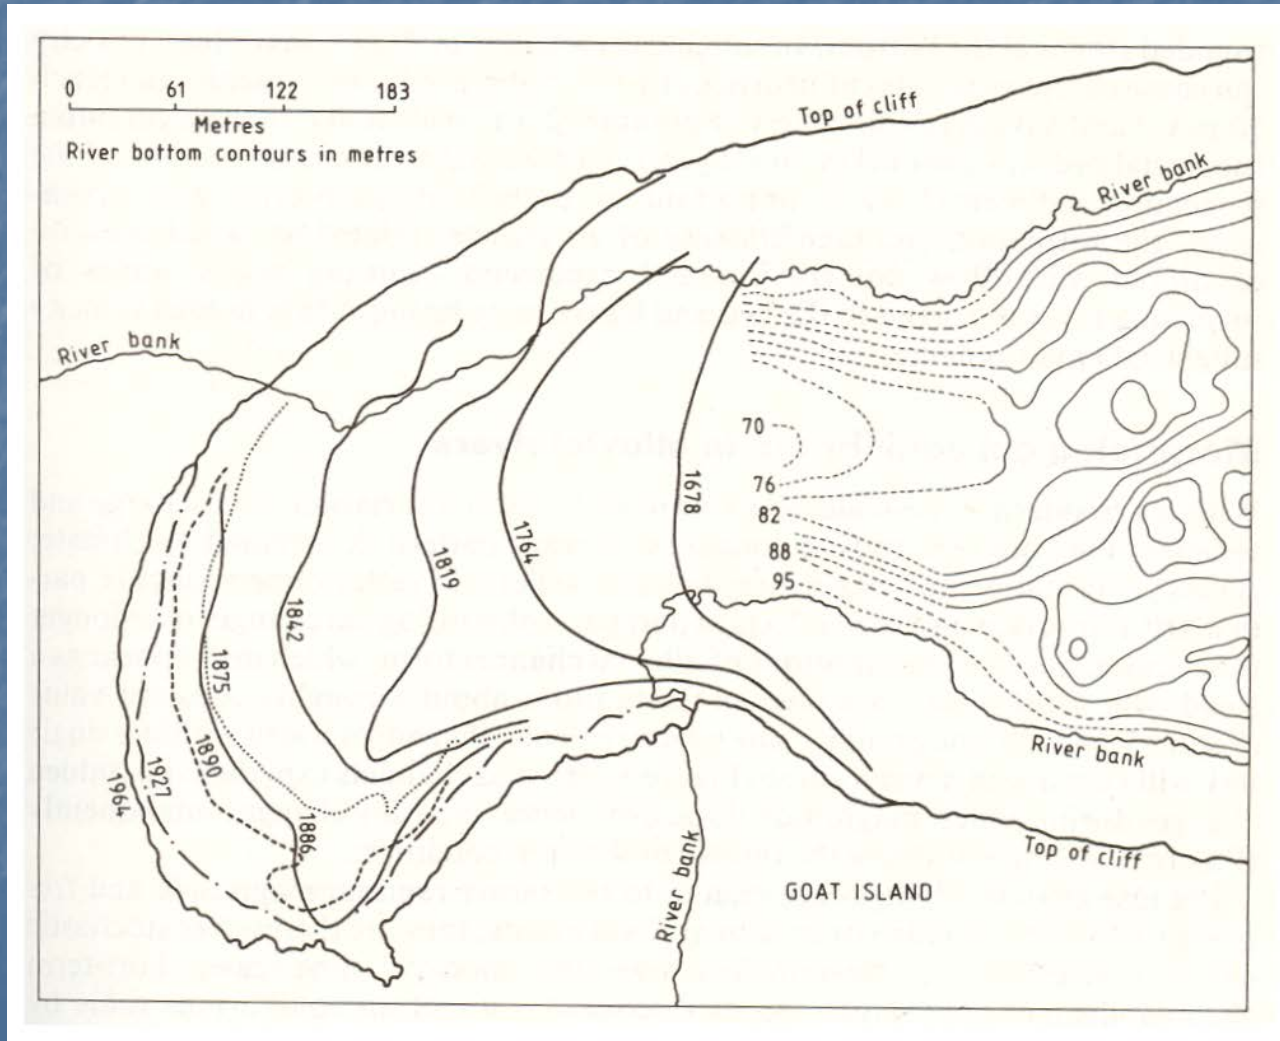 0 61 122 183
Metres
River bottom contours in metres
Top of cliff
River bank
River bank
70
76
1678
82
88
95
1764
1819
1842
1875
1890
1927
1964
1886
River bank
Top of cliff
GOAT ISLAND
River bank